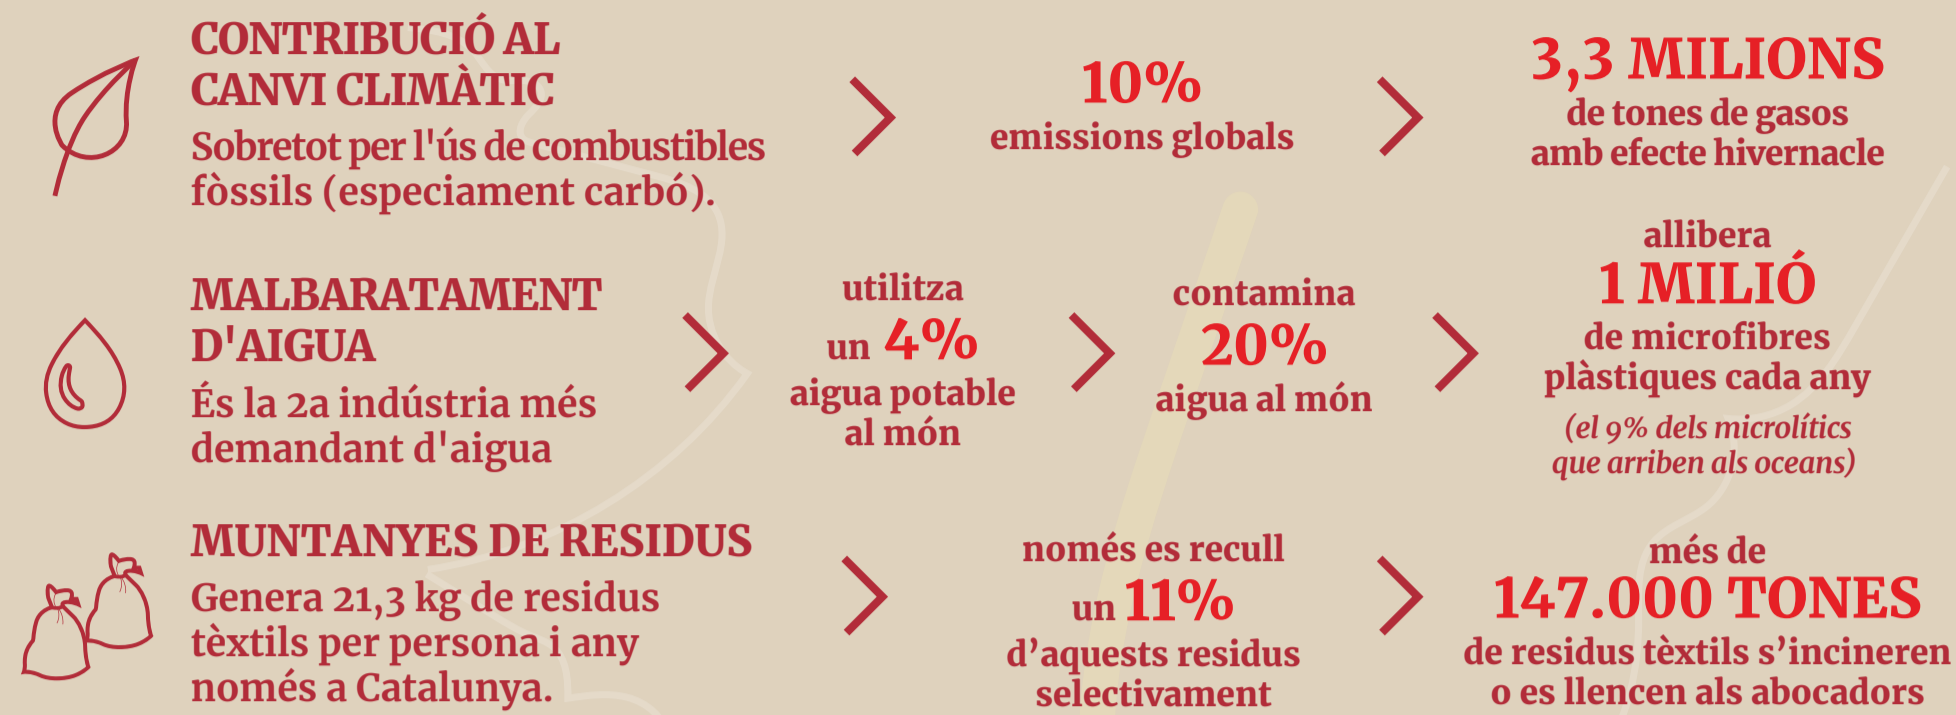 CONTRIBUCIÓ AL
CANVI CLIMÀTIC
Sobretot per l'ús de combustibles
fòssils (especiament carbó).
10%
emissions globals
3,3 MILIONS
de tones de gasos
amb efecte hivernacle
MALBARATAMENT
D'AIGUA
És la 2a indústria més
demandant d'aigua
utilitza
un 4%
aigua potable
al món
contamina
20%
aigua al món
allibera
1 MILIÓ
de microfibres
plàstiques cada any
(el 9% dels microlítics
que arriben als oceans)
MUNTANYES DE RESIDUS
Genera 21,3 kg de residus
tèxtils per persona i any
només a Catalunya.
només es recull
un 11%
d’aquests residus
selectivament
més de
147.000 TONES
de residus tèxtils s’incineren
o es llencen als abocadors